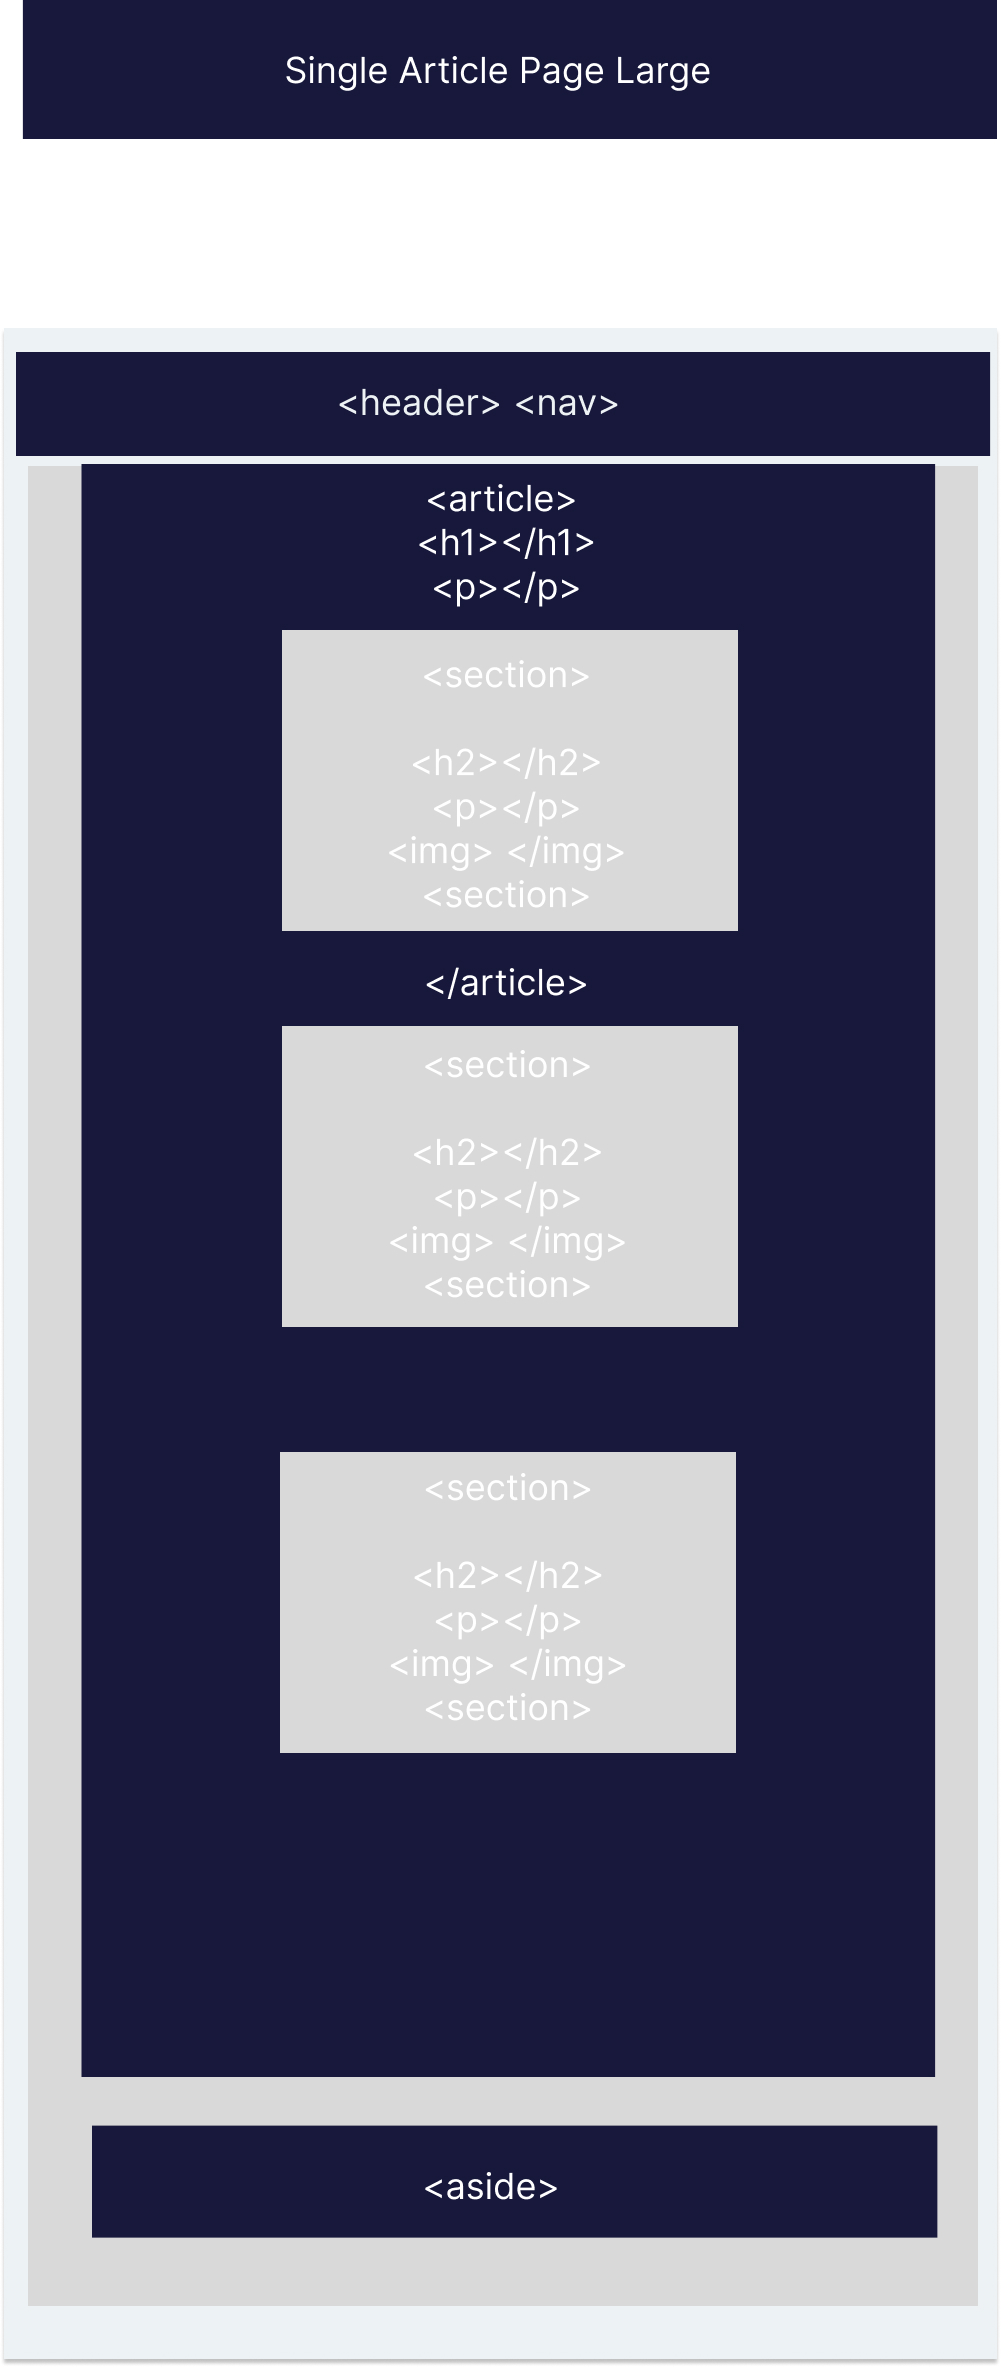 Single Article Page Large
<header> <nav>
<article>
<h1></h1>
<p></p>
<section>
<h2></h2>
<p></p>
<img> </img>
<section>
</article>
<section>
<h2></h2>
<p></p>
<img> </img>
<section>
<section>
<h2></h2>
<p></p>
<img> </img>
<section>
<aside>